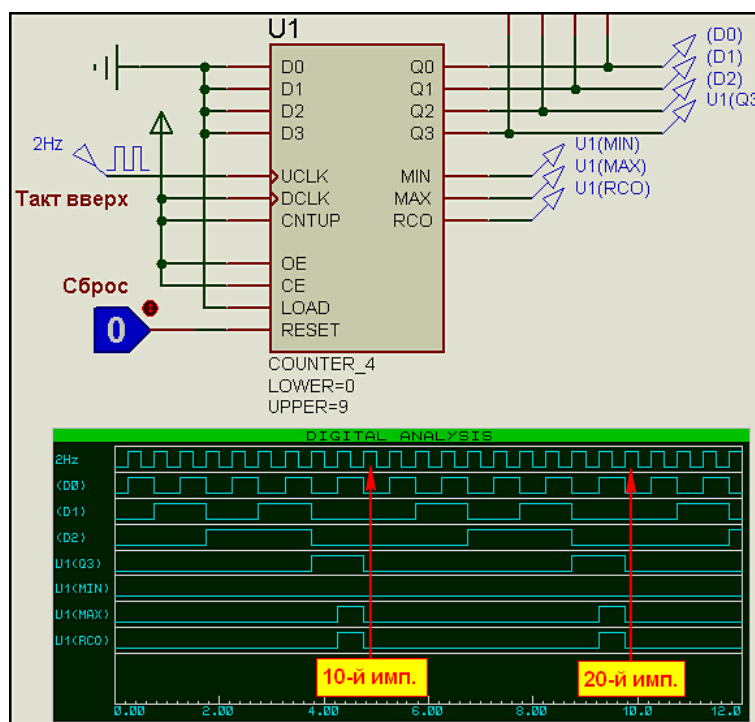 U1
D0 Q0 (D0)
D1 Q1 (D1)
D2 Q2 (D2)
D3 Q3 U1(Q3
2Hz
UCLK MIN U1(MIN)
DCLK MAX U1(MAX)
CNTUP RCO U1(RCO)
Такт вверх
OE
CE
LOAD
RESET
Сброс
0
COUNTER_4
LOWER=0
UPPER=9
DIGITAL ANALYSIS
2Hz
(D0)
(D1)
(D2)
U1(Q3)
U1(MIN)
U1(MAX)
U1(RCO)
10-й имп. 20-й имп.
0.00 2.00 4.00 6.00 8.00 10.0 12.0